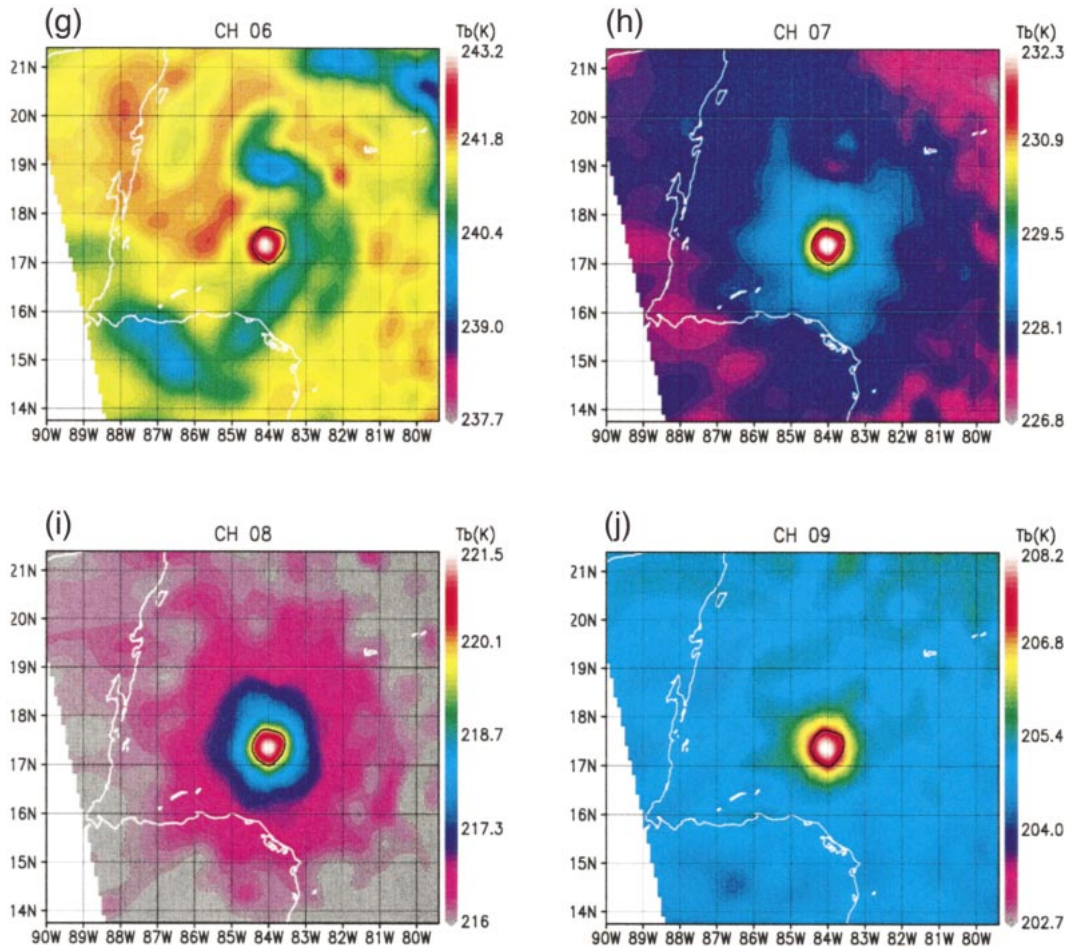 (g) CH 06 Tb(K)
243.2
21N
20N
241.8
19N
18N
240.4
17N
16N
239.0
15N
14N
237.7
90W 89W 88W 87W 86W 85W 84W 83W 82W 81W 80W
(h) CH 07 Tb(K)
232.3
21N
20N
230.9
19N
18N
229.5
17N
16N
228.1
15N
14N
226.8
90W 89W 88W 87W 86W 85W 84W 83W 82W 81W 80W
(i) CH 08 Tb(K)
221.5
21N
20N
220.1
19N
18N
218.7
17N
16N
217.3
15N
14N
216
90W 89W 88W 87W 86W 85W 84W 83W 82W 81W 80W
(j) CH 09 Tb(K)
208.2
21N
20N
206.8
19N
18N
205.4
17N
16N
204.0
15N
14N
202.7
90W 89W 88W 87W 86W 85W 84W 83W 82W 81W 80W